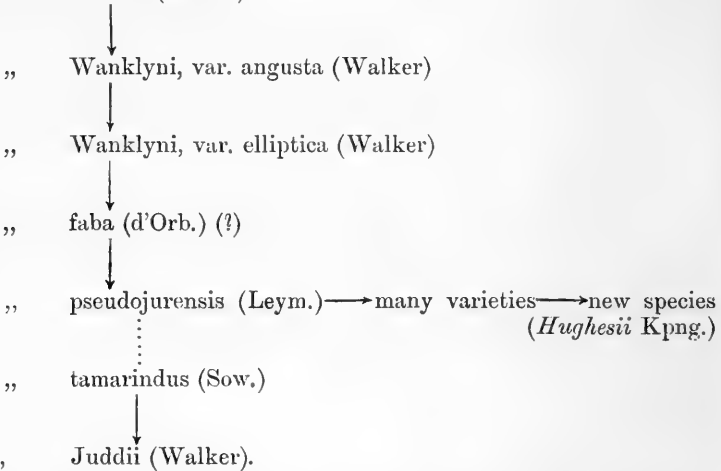 „ Wanklyni, var. angusta (Walker)
„ Wanklyni, var. elliptica (Walker)
„ faba (d'Orb.) (?)
„ pseudojurensis (Leym.)⟶many varieties⟶new species
(Hughesii Kpng.)
„ tamarindus (Sow.)
, Juddii (Walker).